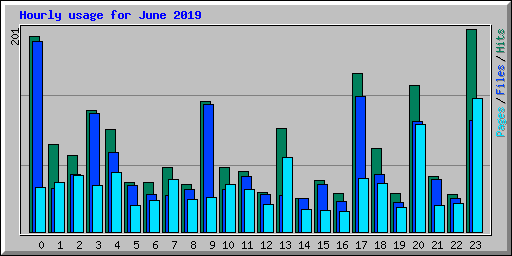 Hourly usage for June 2019
201
Pages / Files / Hits
0 1 2 3 4 5 6 7 8 9 10 11 12 13 14 15 16 17 18 19 20 21 22 23